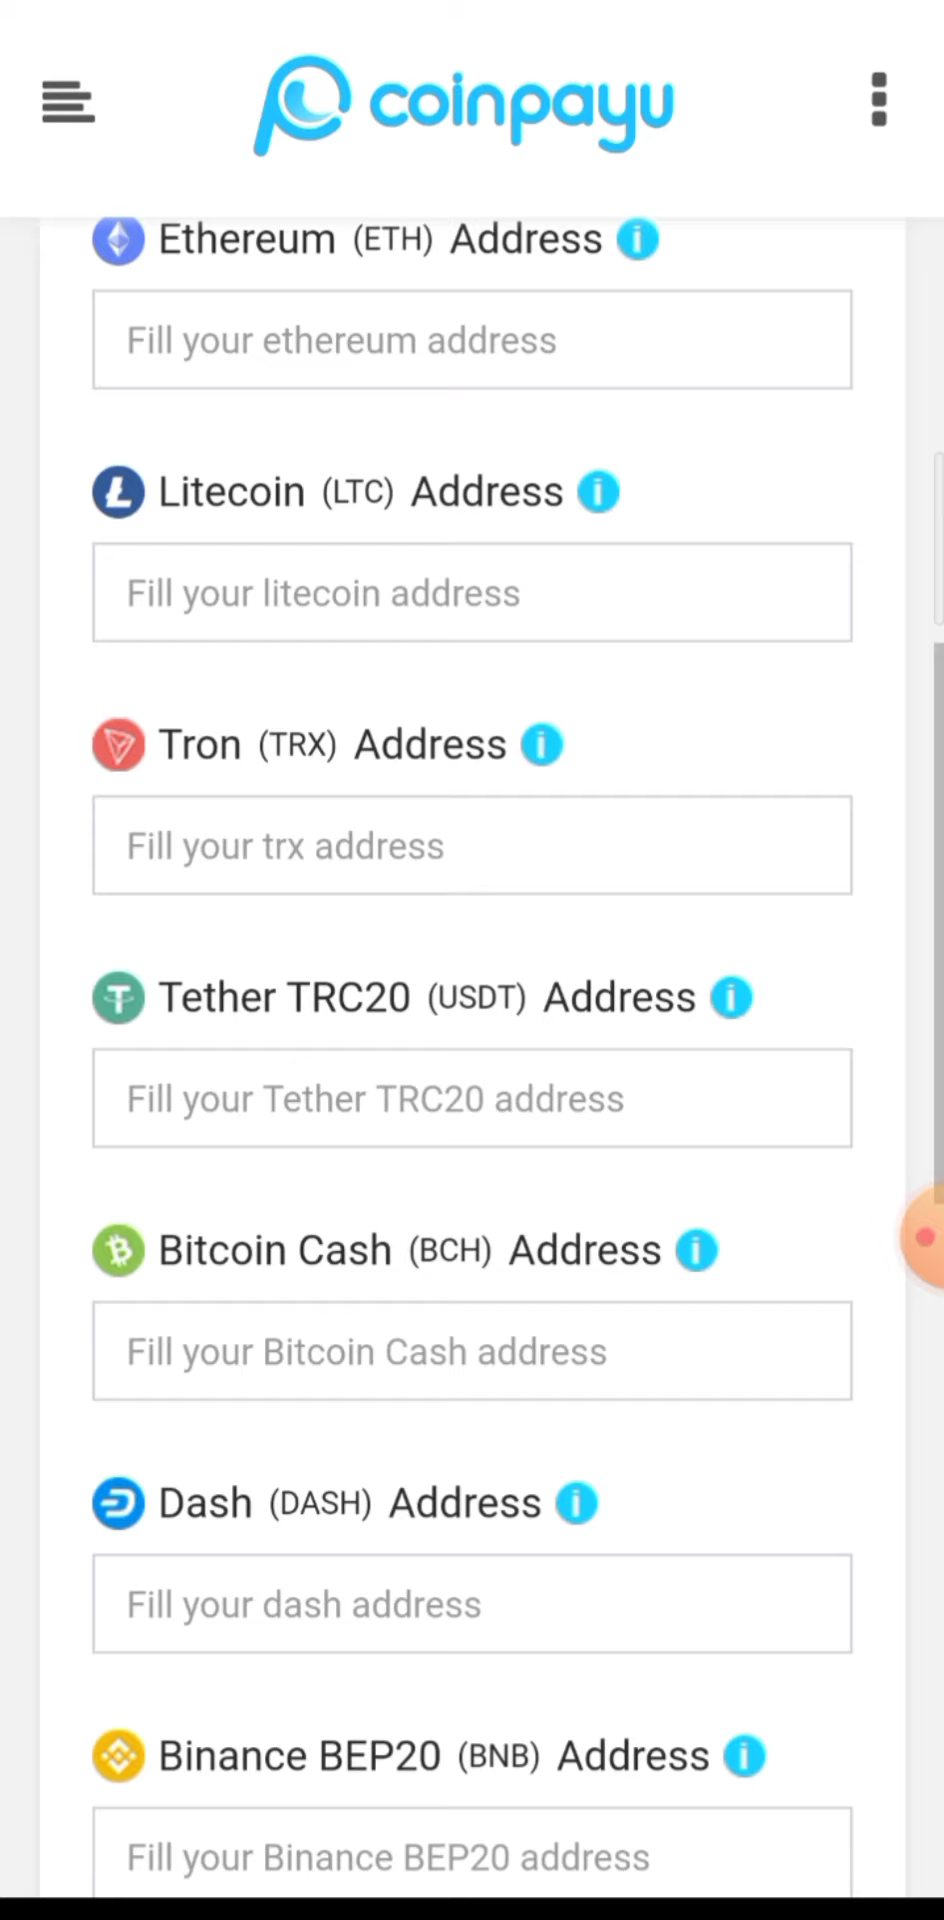 coinpayu
Ethereum (ETH) Address
Fill your ethereum address
Litecoin (LTC) Address
Fill your litecoin address
Tron (TRX) Address
Fill your trx address
Tether TRC20 (USDT) Address
Fill your Tether TRC20 address
Bitcoin Cash (BCH) Address
Fill your Bitcoin Cash address
Dash (DASH) Address
Fill your dash address
Binance BEP20 (BNB) Address
Fill your Binance BEP20 address